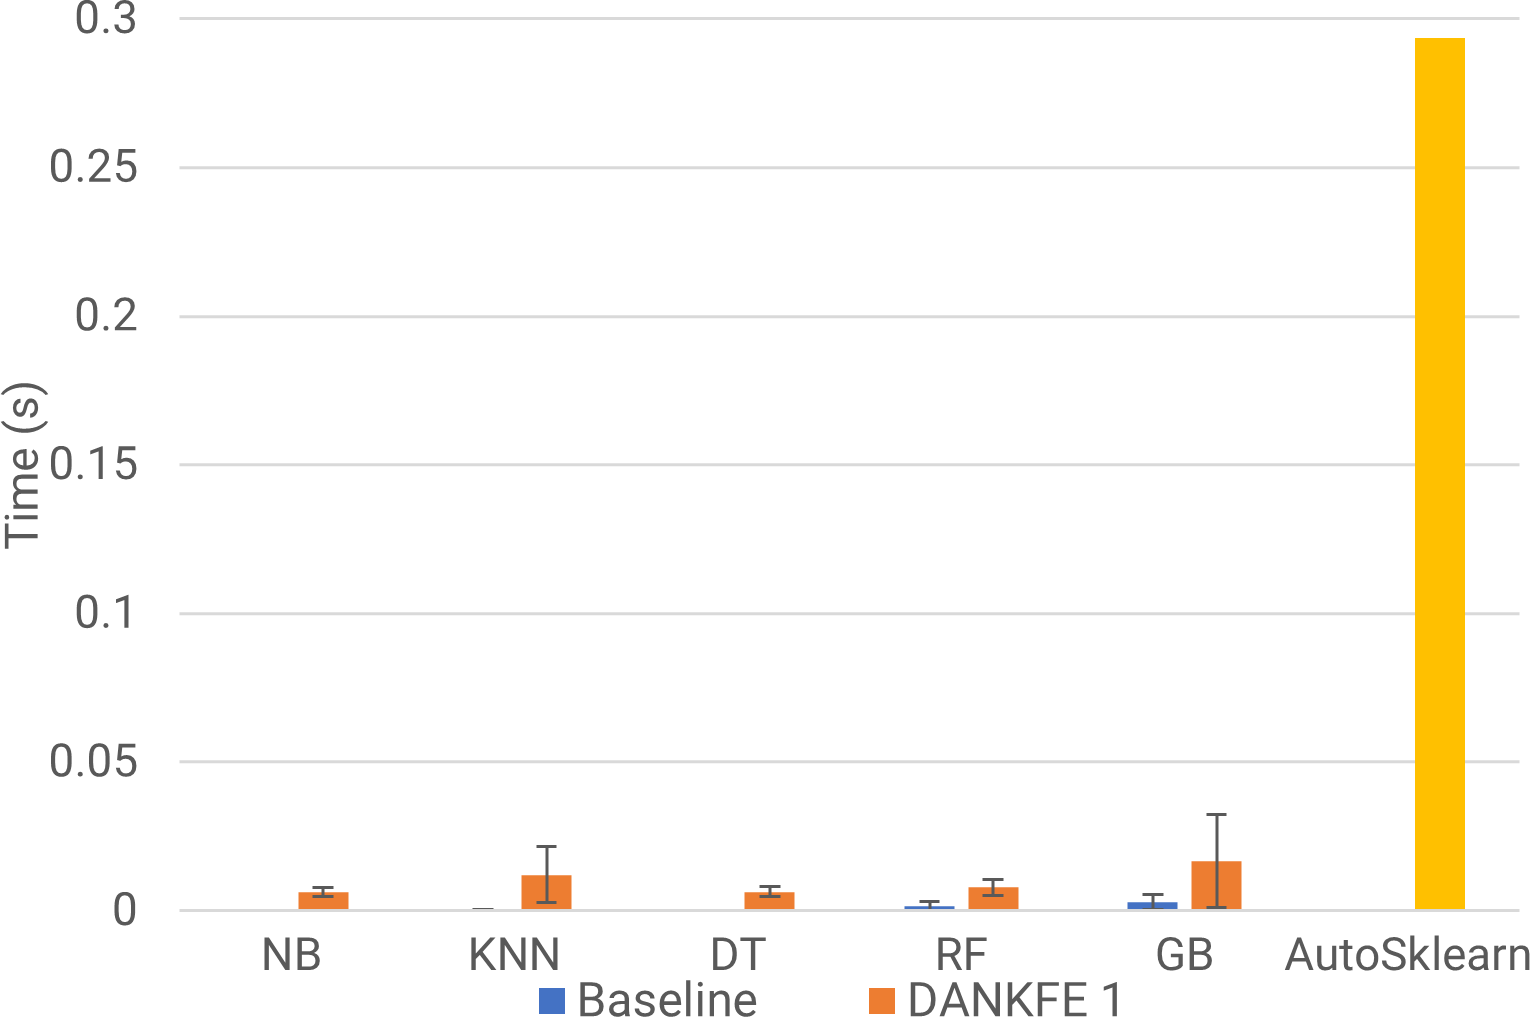 0.3
0.25
0.2
0.15
0.1
0.05
0
Time (s)
NB KNN DT RF GB AutoSklearn
Baseline DANKFE 1